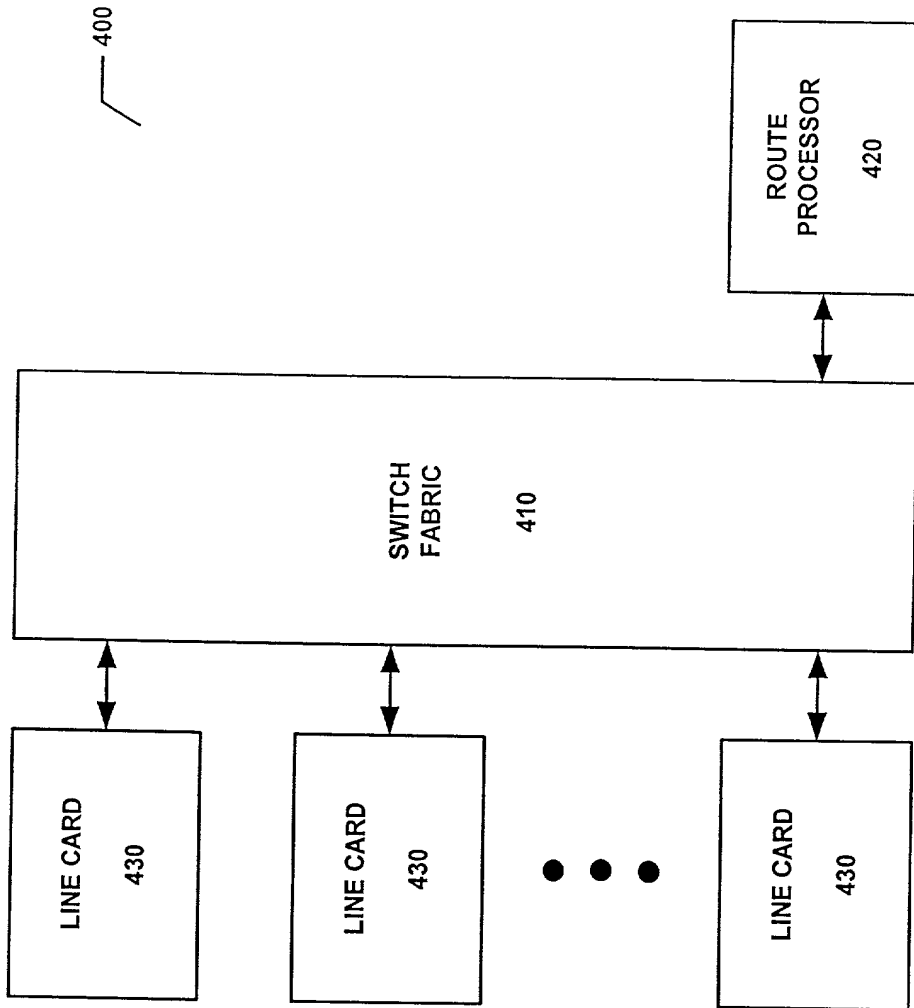 400
LINE CARD
430
LINE CARD
430
LINE CARD
430
SWITCH
FABRIC
410
ROUTE
PROCESSOR
420